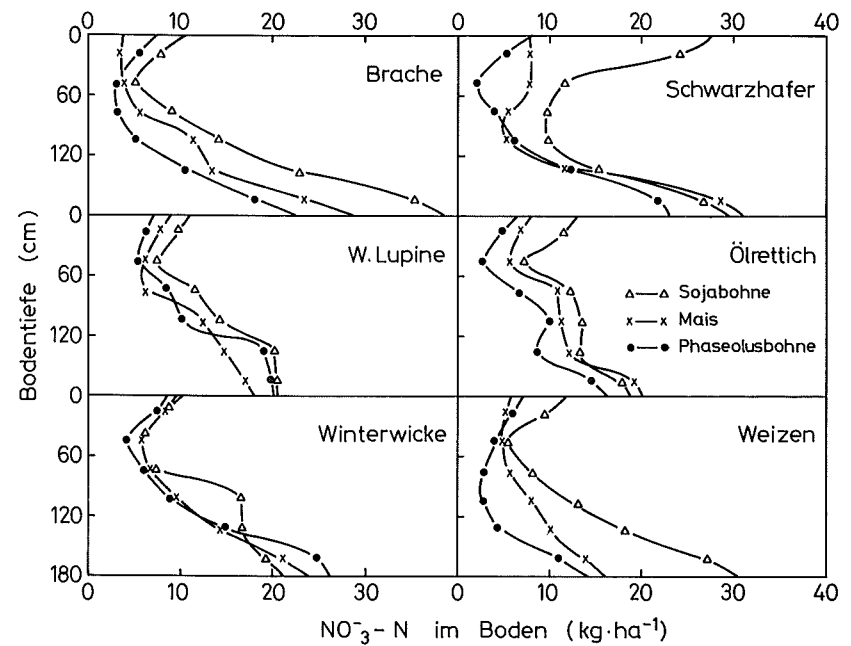 0 10 20 30 0 10 20 30 40
0
60
120
0
60
120
0
60
120
180
Bodentiefe (cm)
Brache
Schwarzhafer
W. Lupine
Ölrettich
Sojabohne
Mais
Phaseolusbohne
Winterwicke
Weizen
0 10 20 30 0 10 20 30 40
NO⁻₃-N im Boden (kg·ha⁻¹)